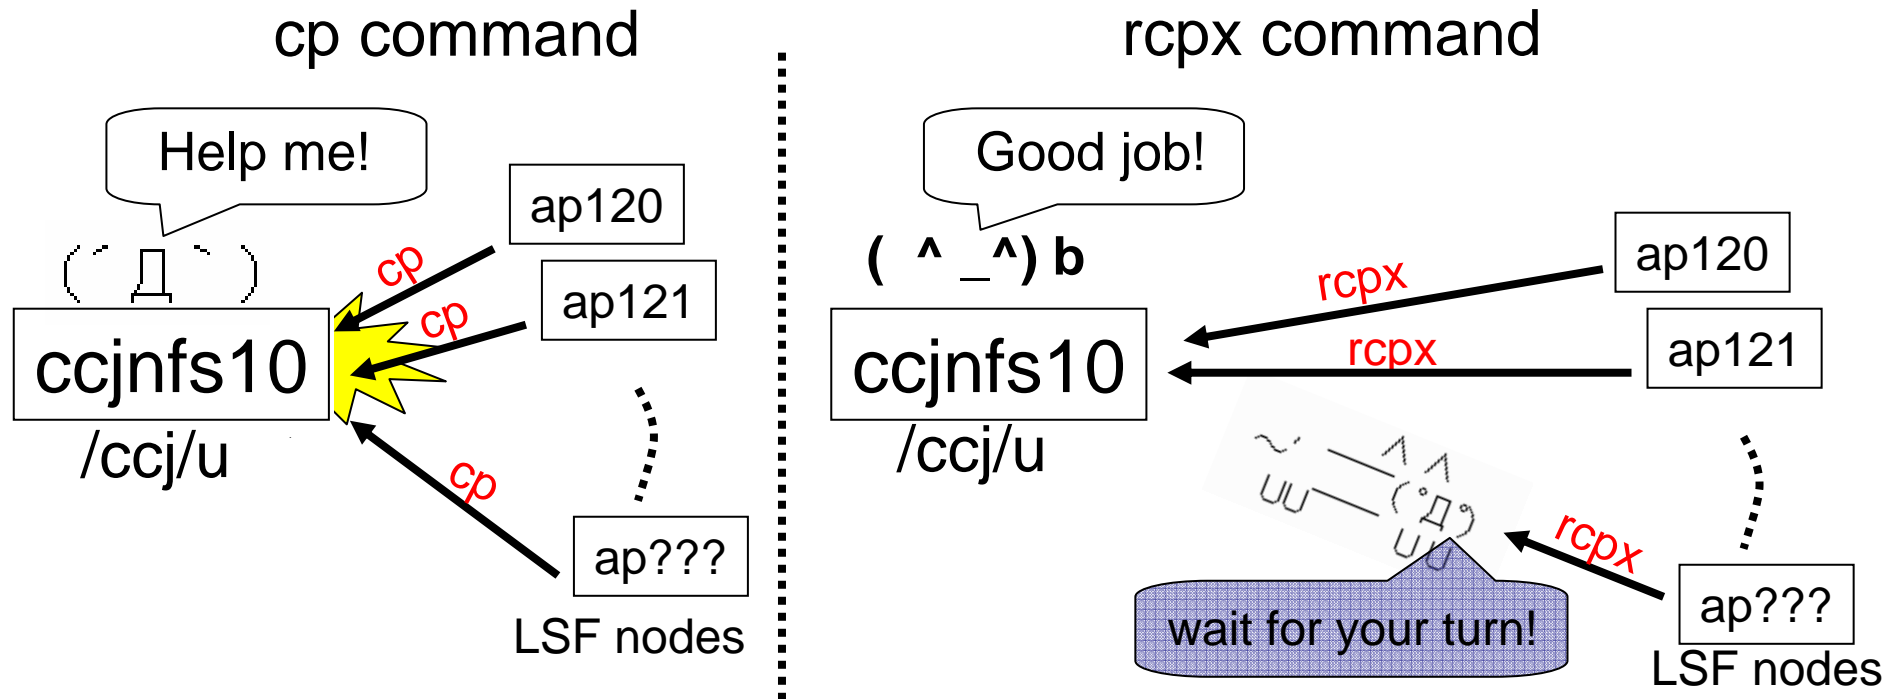 cp command
Help me!
( ´ Д ` )
ccjnfs10
/ccj/u
cp
cp
cp
ap120
ap121
ap???
LSF nodes
rcpx command
Good job!
( ^ _^) b
ccjnfs10
/ccj/u
rcpx
rcpx
rcpx
ap120
ap121
~′ ― ^ ^
UU ― ( ﾟДﾟ)
U U
wait for your turn!
ap???
LSF nodes